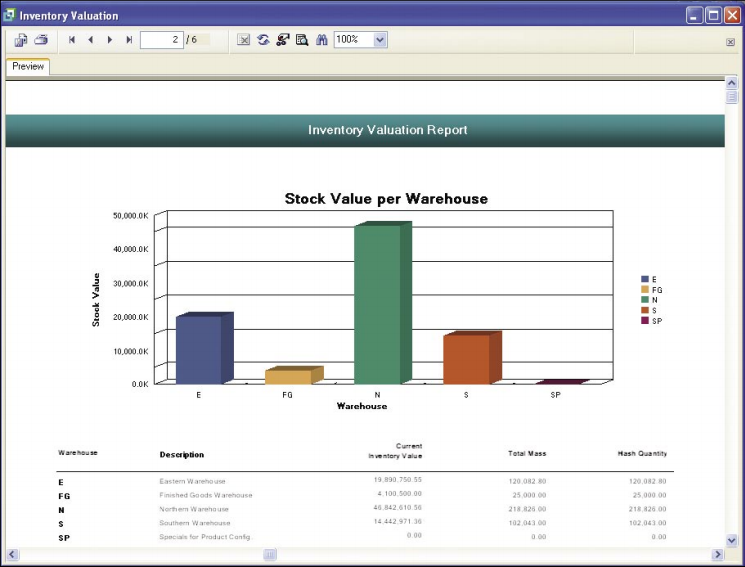 Inventory Valuation
2 /6 100%
Preview
Inventory Valuation Report
Stock Value per Warehouse
50,000.0K
40,000.0K
30,000.0K
20,000.0K
10,000.0K
0.0K
Stock Value
E FG N S SP
Warehouse
E
FG
N
S
SP
Warehouse Description Current Inventory Value Total Mass Hash Quantity
E Eastern Warehouse 19,890,750.55 120,082.80 120,082.80
FG Finished Goods Warehouse 4,100,500.00 25,000.00 25,000.00
N Northern Warehouse 46,842,610.56 218,826.00 218,826.00
S Southern Warehouse 14,442,971.36 102,043.00 102,043.00
SP Specials for Product Config. 0.00 0.00 0.00